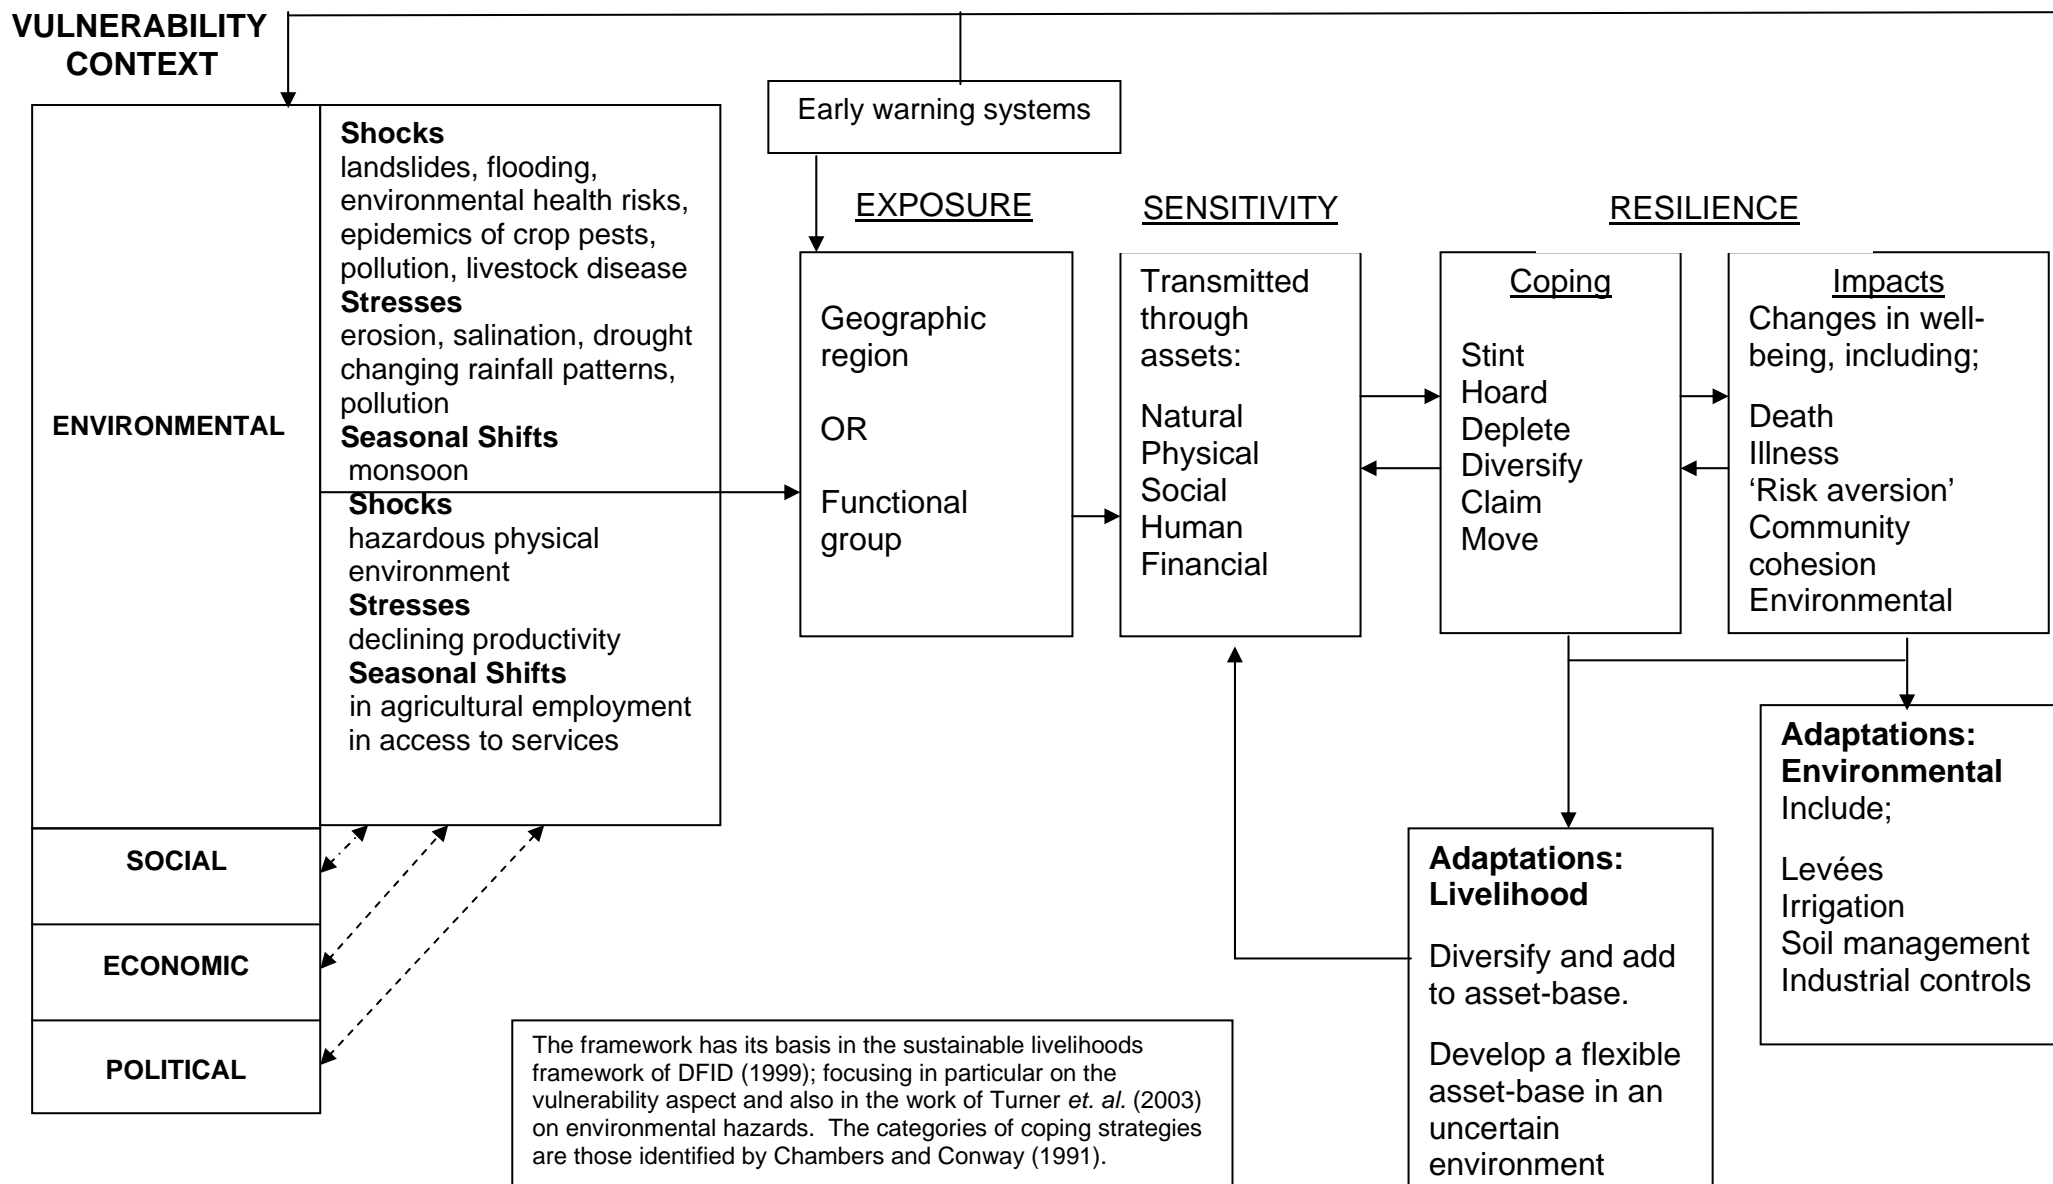 VULNERABILITY
CONTEXT
ENVIRONMENTAL
SOCIAL
ECONOMIC
POLITICAL
Shocks
landslides, flooding,
environmental health risks,
epidemics of crop pests,
pollution, livestock disease
Stresses
erosion, salination, drought
changing rainfall patterns,
pollution
Seasonal Shifts
monsoon
Shocks
hazardous physical
environment
Stresses
declining productivity
Seasonal Shifts
in agricultural employment
in access to services
Early warning systems
EXPOSURE
Geographic
region
OR
Functional
group
SENSITIVITY
Transmitted
through
assets:
Natural
Physical
Social
Human
Financial
RESILIENCE
Coping
Stint
Hoard
Deplete
Diversify
Claim
Move
Impacts
Changes in well-
being, including;
Death
Illness
‘Risk aversion’
Community
cohesion
Environmental
Adaptations:
Livelihood
Diversify and add
to asset-base.
Develop a flexible
asset-base in an
uncertain
environment
Adaptations:
Environmental
Include;
Levées
Irrigation
Soil management
Industrial controls
The framework has its basis in the sustainable livelihoods
framework of DFID (1999); focusing in particular on the
vulnerability aspect and also in the work of Turner et. al. (2003)
on environmental hazards.  The categories of coping strategies
are those identified by Chambers and Conway (1991).